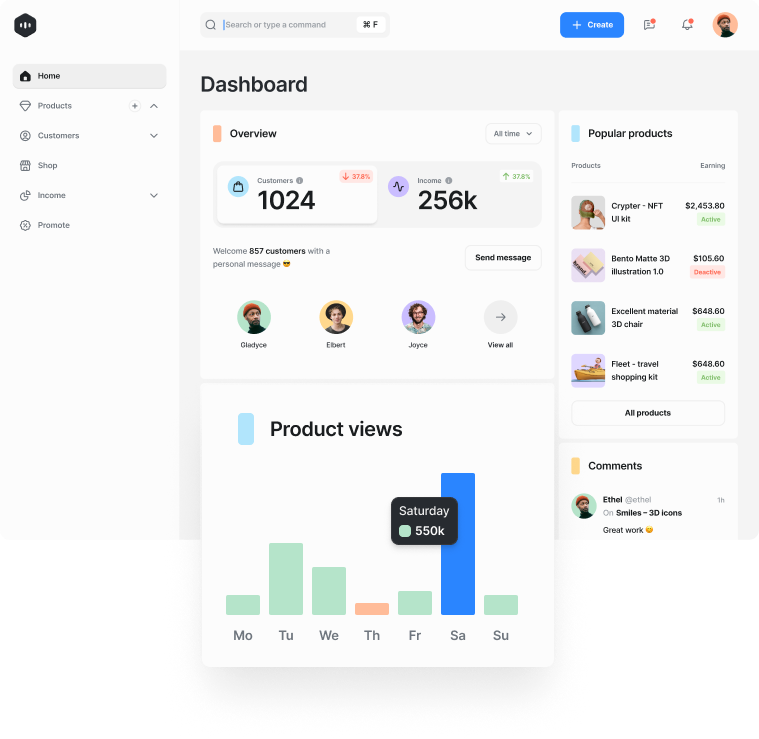 Search or type a command
⌘ F
Create
Home
Products
Customers
Shop
Income
Promote
Dashboard
Overview
All time
Customers
37.8%
1024
Income
37.8%
256k
Welcome 857 customers with a
personal message 😎
Send message
Gladyce
Elbert
Joyce
View all
Product views
Saturday
550k
Mo
Tu
We
Th
Fr
Sa
Su
Popular products
Products
Earning
Crypter - NFT
UI kit
$2,453.80
Active
Bento Matte 3D
illustration 1.0
$105.60
Deactive
Excellent material
3D chair
$648.60
Active
Fleet - travel
shopping kit
$648.60
Active
All products
Comments
Ethel @ethel
1h
On Smiles – 3D icons
Great work 😊